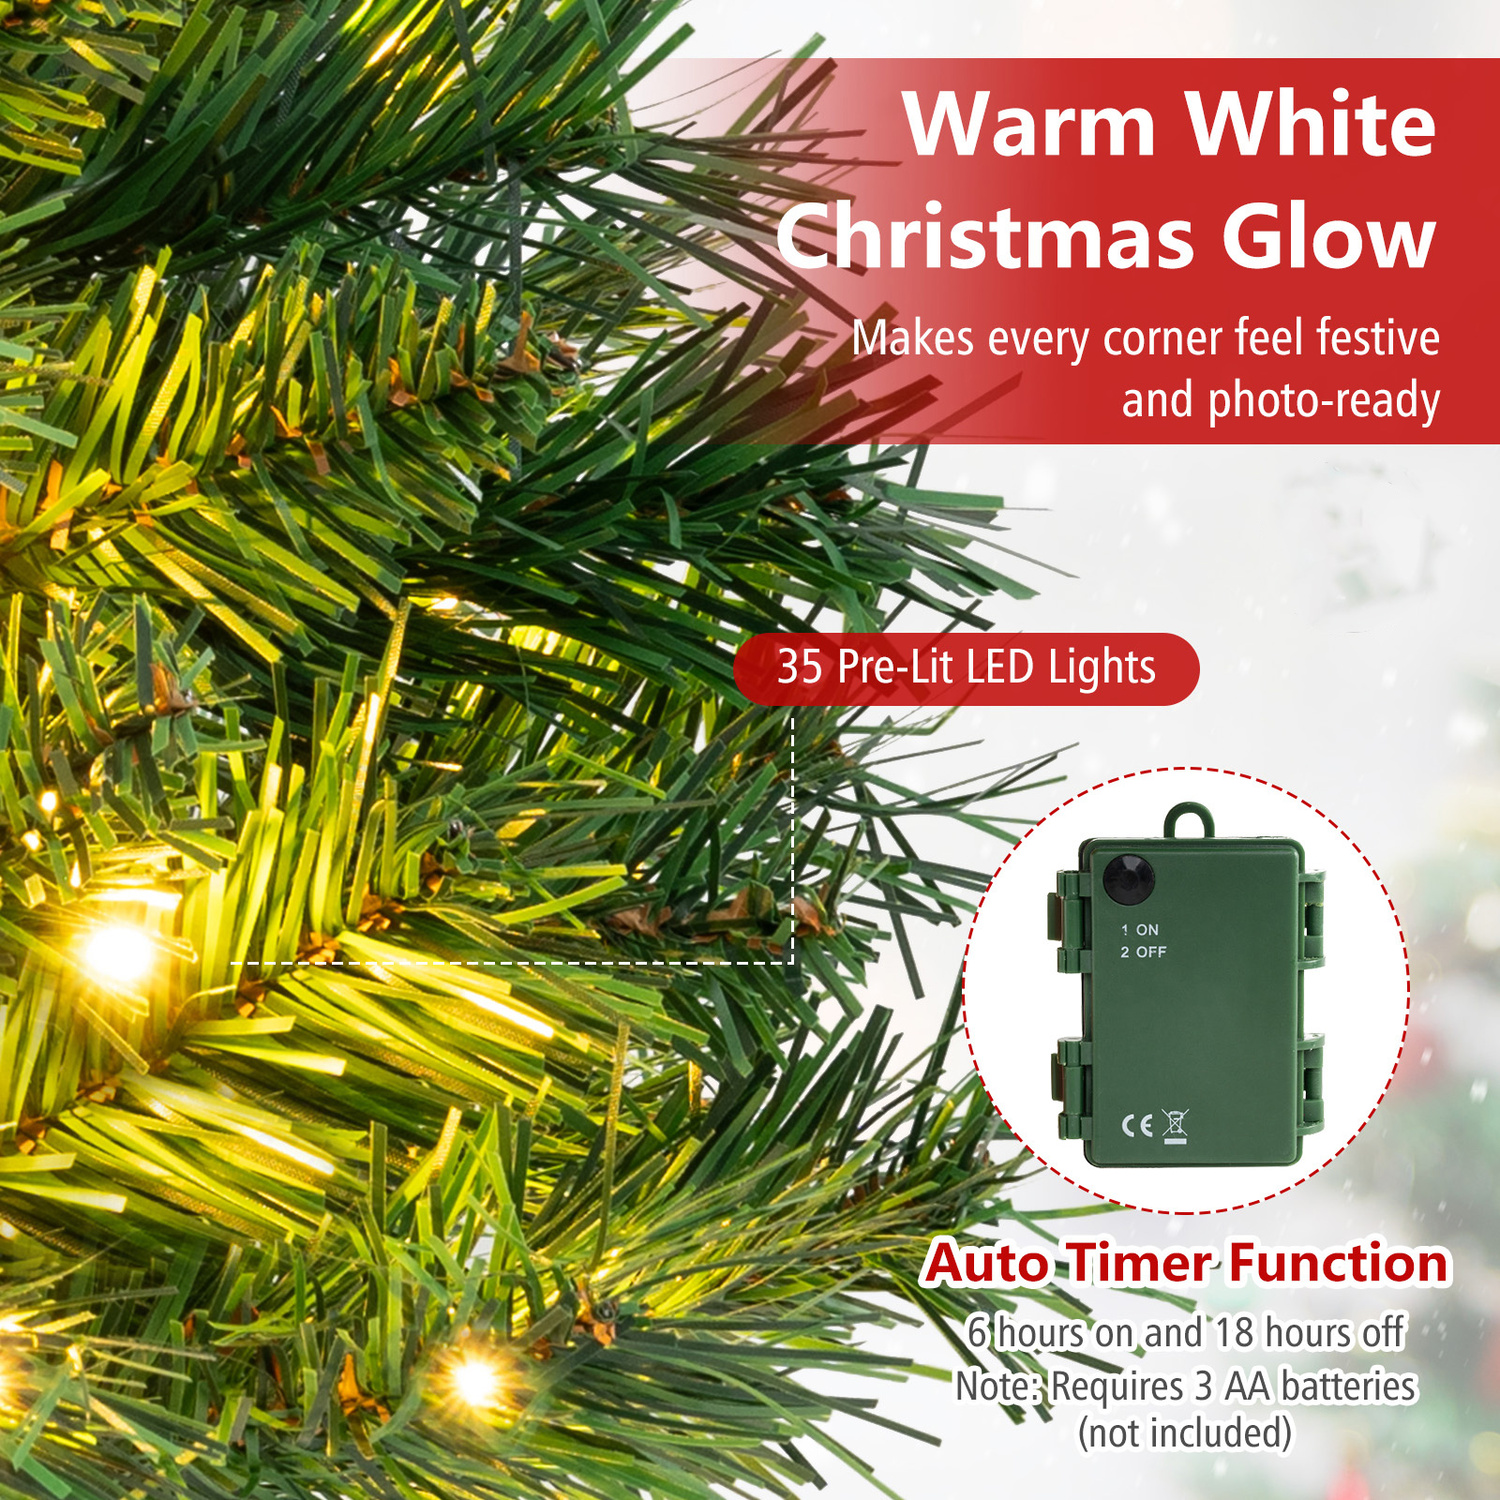 Warm White
Christmas Glow
Makes every corner feel festive
and photo-ready
35 Pre-Lit LED Lights
1 ON
2 OFF
CE
Auto Timer Function
6 hours on and 18 hours off
Note: Requires 3 AA batteries
(not included)